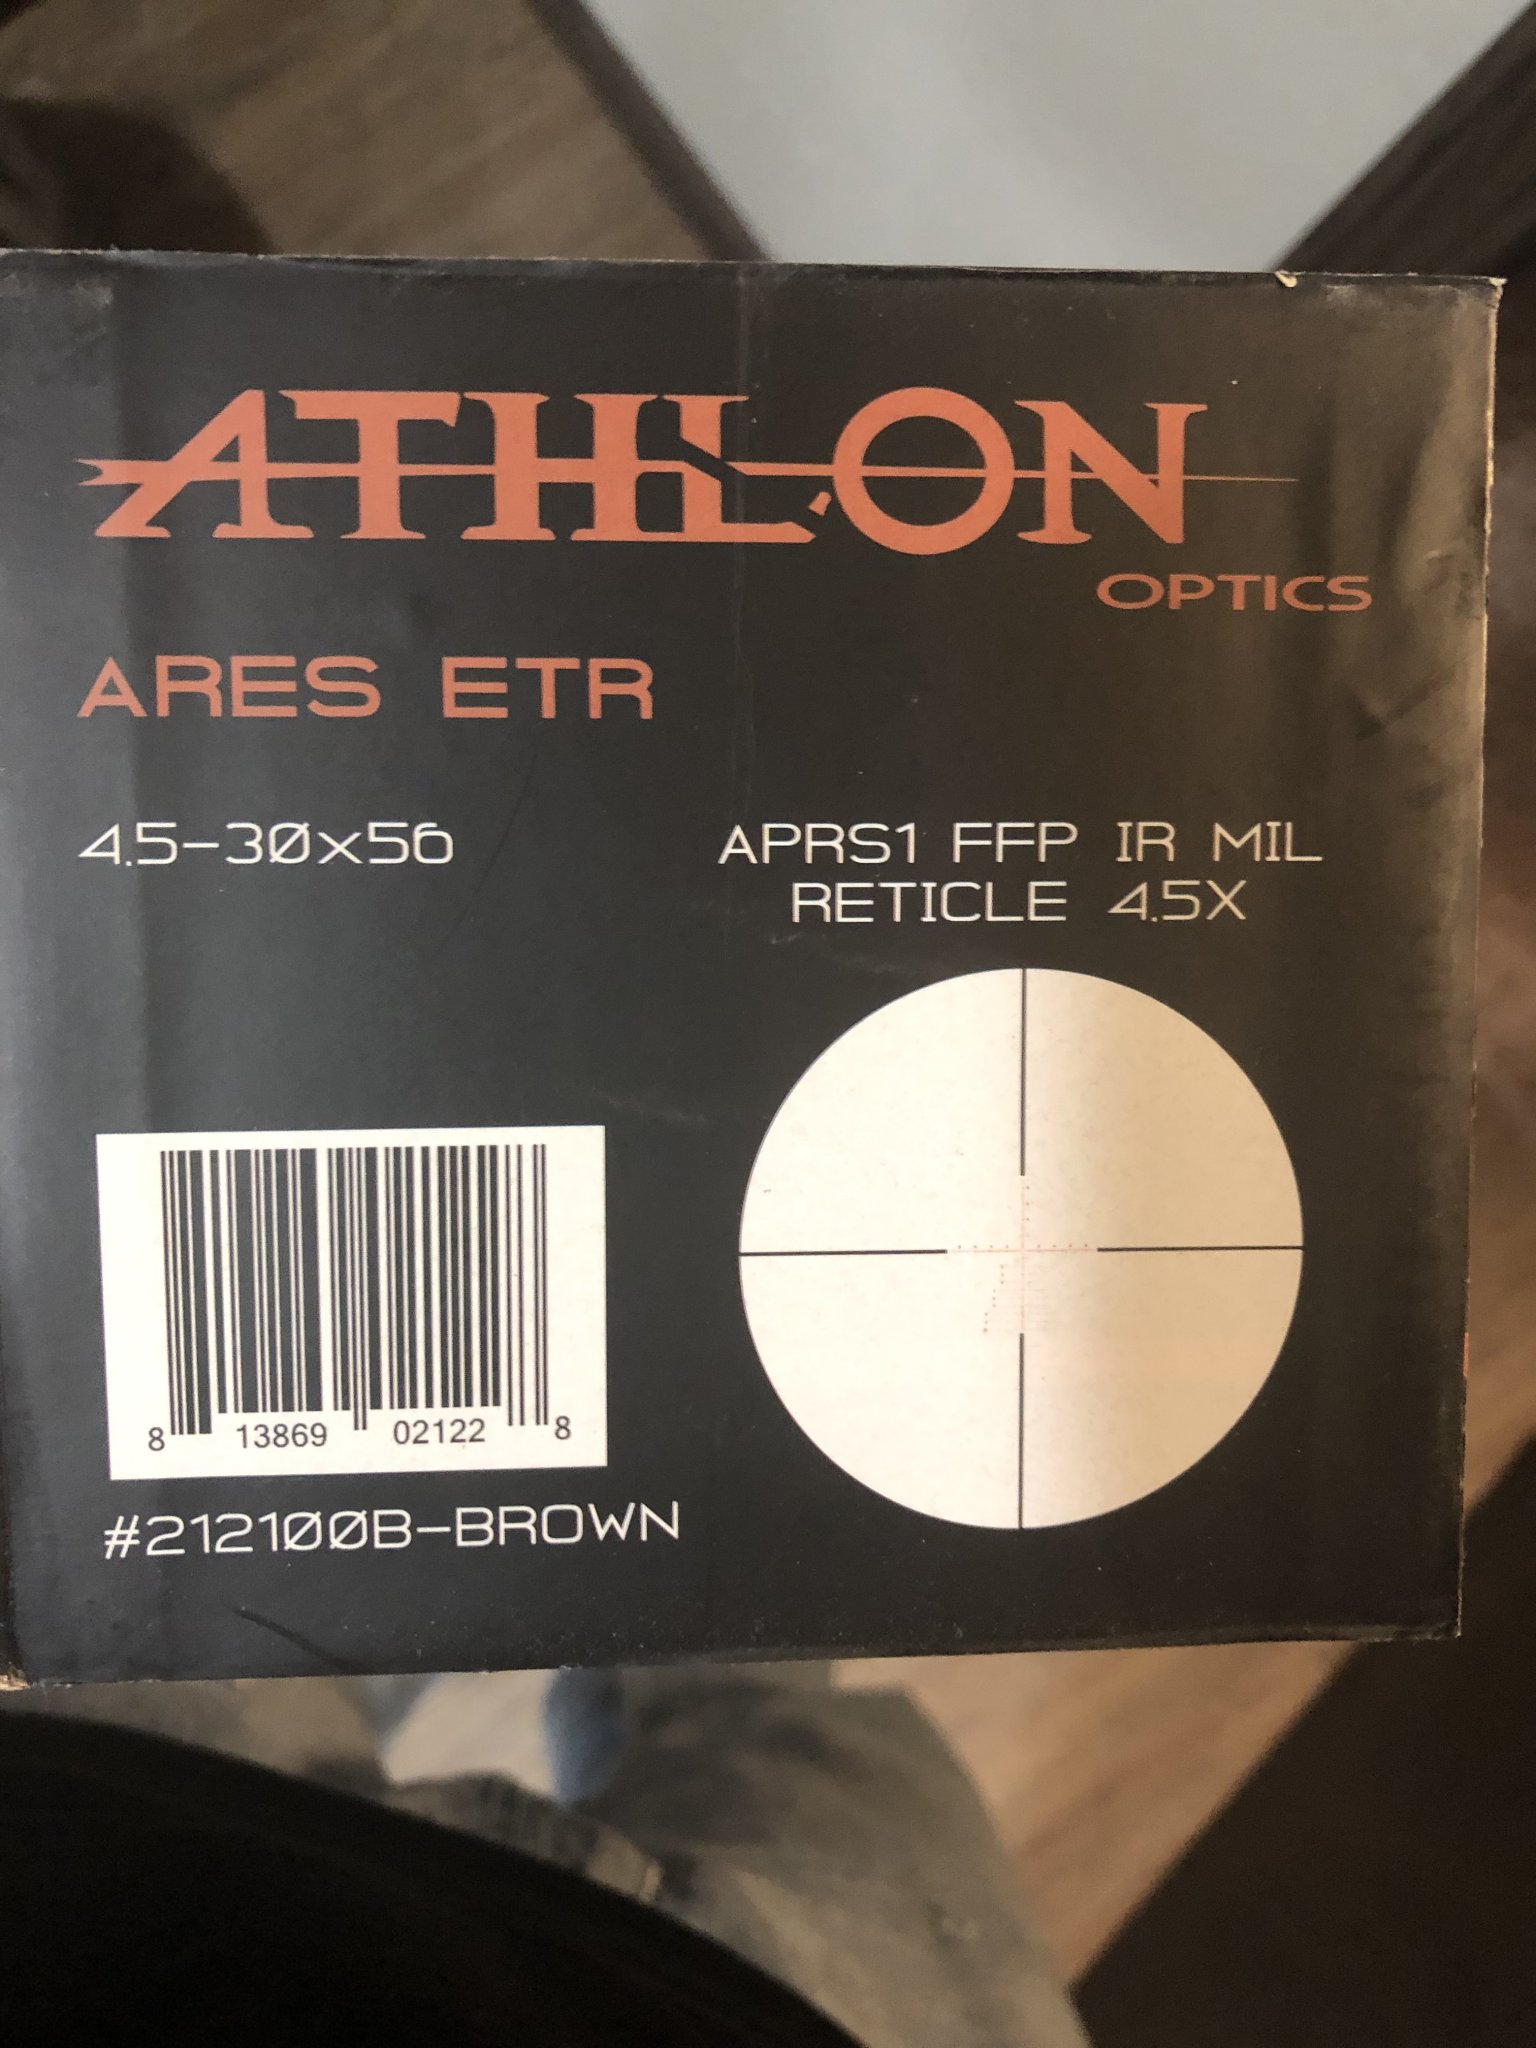 ATHLON
OPTICS
ARES ETR
4.5-30x56
APRS1 FFP IR MIL
RETICLE 4.5X
8 13869 02122 8
#212100B-BROWN